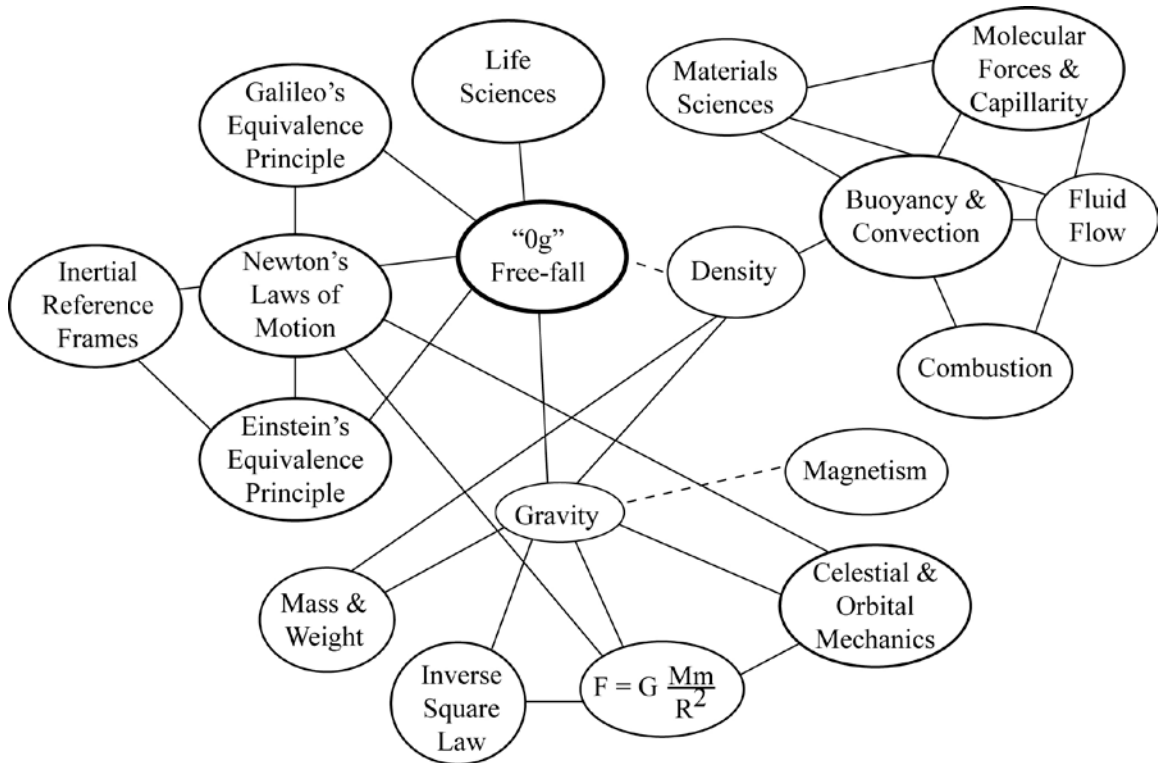 Life
Sciences
Molecular
Forces &
Capillarity
Materials
Sciences
Galileo’s
Equivalence
Principle
Buoyancy &
Convection
Fluid
Flow
“0g”
Free-fall
Density
Inertial
Reference
Frames
Newton’s
Laws of
Motion
Combustion
Einstein’s
Equivalence
Principle
Magnetism
Gravity
Mass &
Weight
Celestial &
Orbital
Mechanics
Inverse
Square
Law
F = G Mm/R²